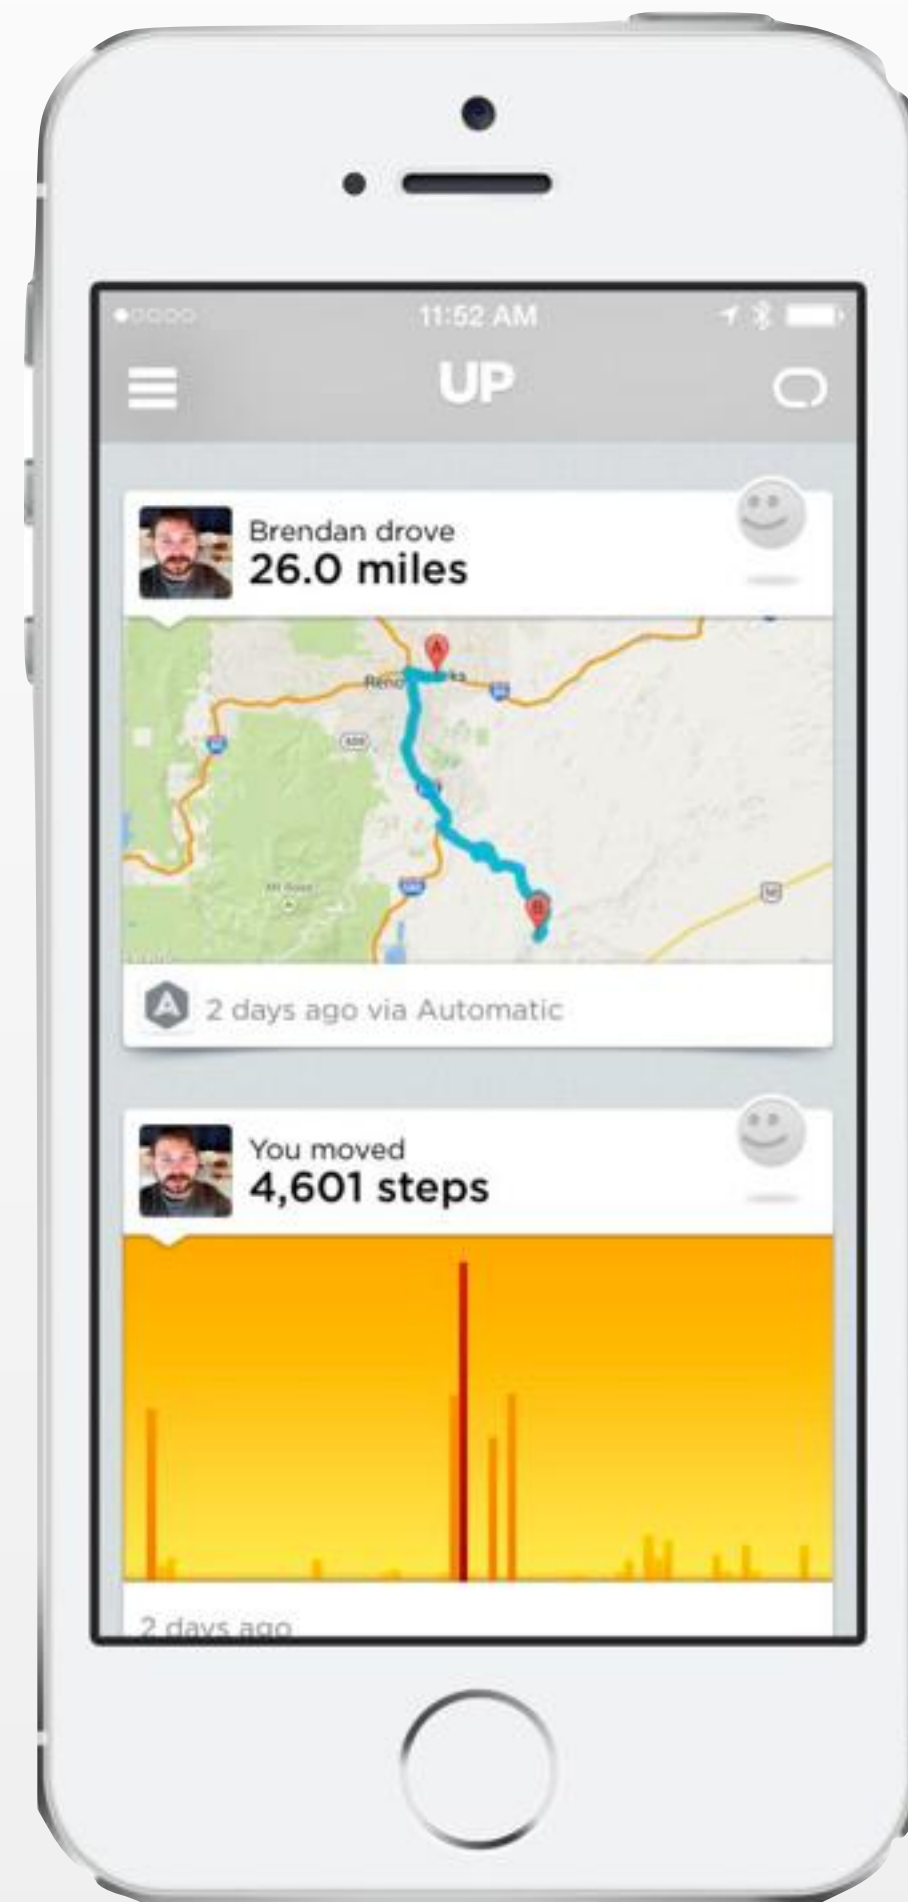 11:52 AM
UP
Brendan drove
26.0 miles
A
Reno
B
A
2 days ago via Automatic
You moved
4,601 steps
2 days ago